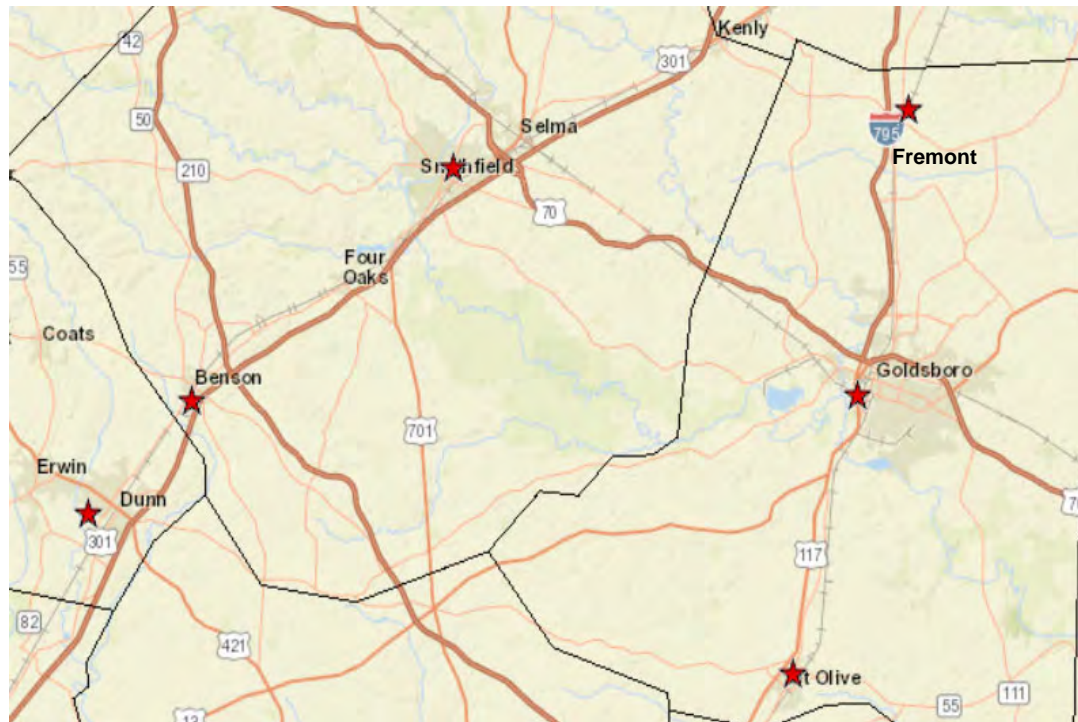 42
Kenly
301
50
Selma
795
Fremont
210
Smithfield
70
Four
Oaks
55
Coats
Benson
Goldsboro
701
Erwin
Dunn
301
117
82
421
Olive
111
55
13